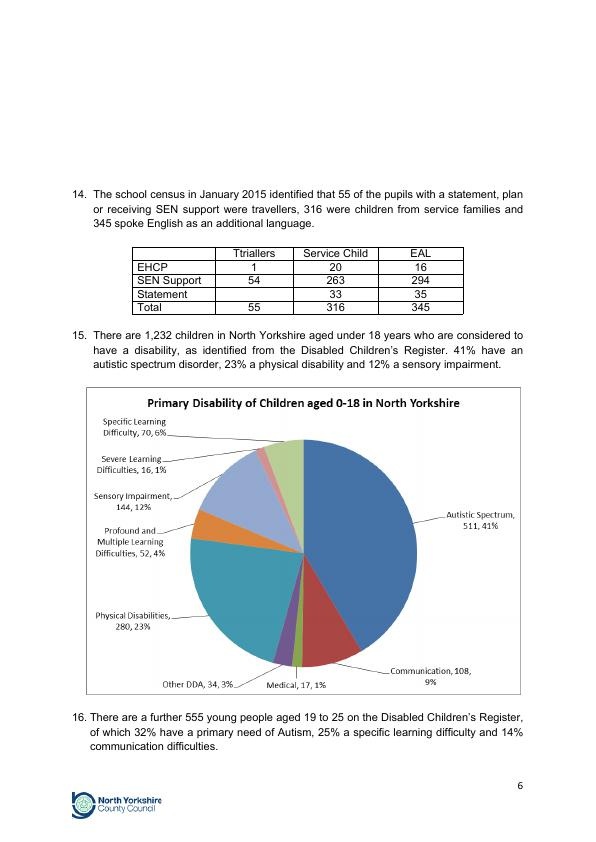 14. The school census in January 2015 identified that 55 of the pupils with a statement, plan
or receiving SEN support were travellers, 316 were children from service families and
345 spoke English as an additional language.
Ttriallers Service Child EAL
EHCP 1 20 16
SEN Support 54 263 294
Statement 33 35
Total 55 316 345
15. There are 1,232 children in North Yorkshire aged under 18 years who are considered to
have a disability, as identified from the Disabled Children's Register. 41% have an
autistic spectrum disorder, 23% a physical disability and 12% a sensory impairment.
Primary Disability of Children aged 0-18 in North Yorkshire
Specific Learning
Difficulty, 70, 6%
Severe Learning
Difficulties, 16, 1%
Sensory Impairment,
144, 12%
Profound and
Multiple Learning
Difficulties, 52, 4%
Physical Disabilities,
280, 23%
Other DDA, 34, 3%
Medical, 17, 1%
Communication, 108,
9%
Autistic Spectrum,
511, 41%
16. There are a further 555 young people aged 19 to 25 on the Disabled Children's Register,
of which 32% have a primary need of Autism, 25% a specific learning difficulty and 14%
communication difficulties.
6
North Yorkshire
County Council